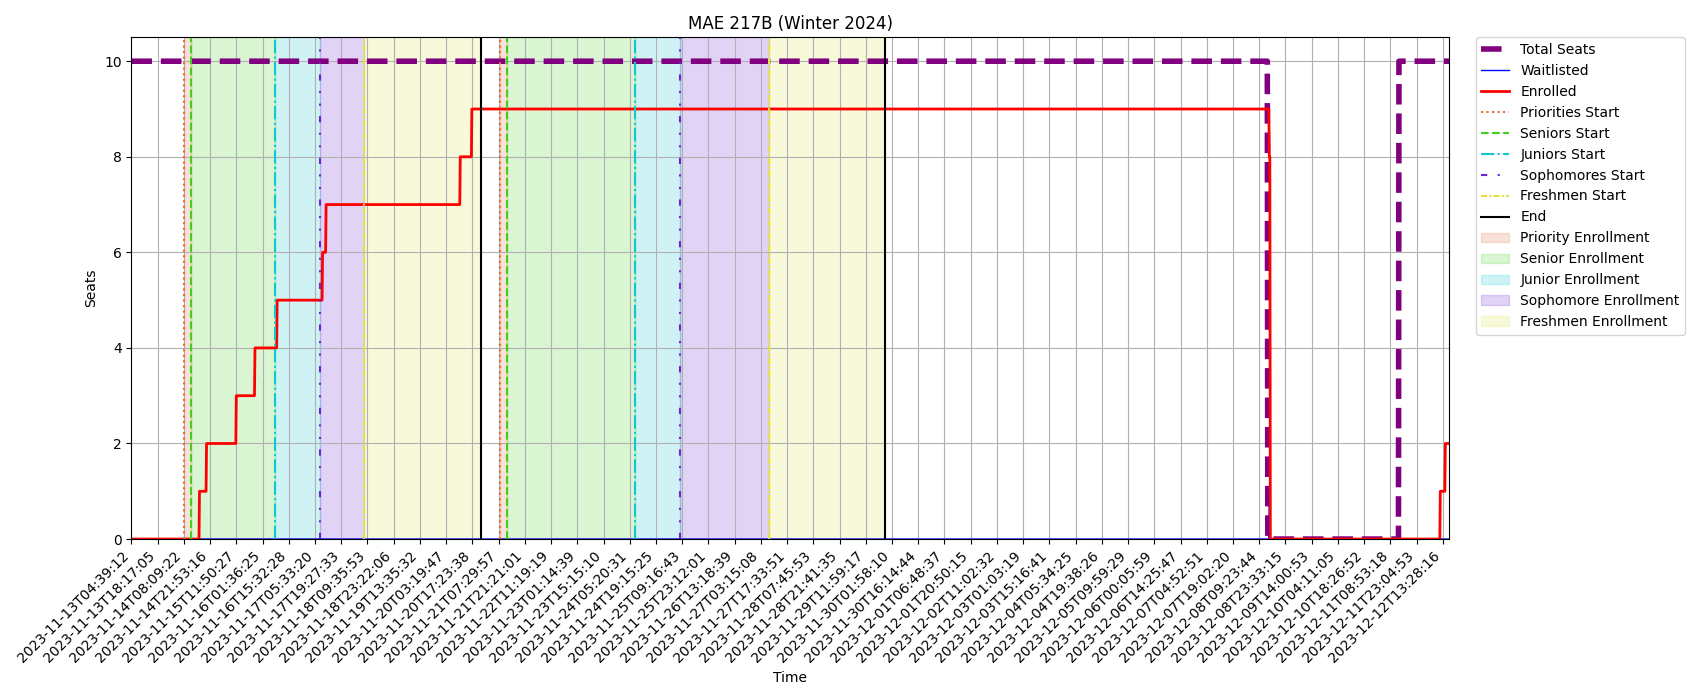 MAE 217B (Winter 2024)
Seats
10
8
6
4
2
0
2023-11-13T04:39:12
2023-11-13T18:17:05
2023-11-14T08:09:22
2023-11-14T21:53:16
2023-11-15T11:50:27
2023-11-16T01:36:25
2023-11-16T15:32:28
2023-11-17T05:33:20
2023-11-17T19:27:33
2023-11-18T09:35:53
2023-11-18T23:22:06
2023-11-19T13:35:32
2023-11-20T03:19:47
2023-11-20T17:23:38
2023-11-21T07:29:57
2023-11-21T21:21:01
2023-11-22T11:19:19
2023-11-23T01:14:39
2023-11-23T15:15:10
2023-11-24T05:20:31
2023-11-24T19:15:25
2023-11-25T09:16:43
2023-11-25T23:12:01
2023-11-26T13:18:39
2023-11-27T03:15:08
2023-11-27T17:33:51
2023-11-28T07:45:53
2023-11-28T21:41:35
2023-11-29T11:59:17
2023-11-30T01:58:10
2023-11-30T16:14:44
2023-12-01T06:48:37
2023-12-01T20:50:15
2023-12-02T11:02:32
2023-12-03T01:03:19
2023-12-03T15:16:41
2023-12-04T05:34:25
2023-12-04T19:38:26
2023-12-05T09:59:29
2023-12-06T00:05:59
2023-12-06T14:25:47
2023-12-07T04:52:51
2023-12-07T19:02:20
2023-12-08T09:23:44
2023-12-08T23:33:15
2023-12-09T14:00:53
2023-12-10T04:11:05
2023-12-10T18:26:52
2023-12-11T08:53:18
2023-12-11T23:04:53
2023-12-12T13:28:16
Time
Total Seats
Waitlisted
Enrolled
Priorities Start
Seniors Start
Juniors Start
Sophomores Start
Freshmen Start
End
Priority Enrollment
Senior Enrollment
Junior Enrollment
Sophomore Enrollment
Freshmen Enrollment